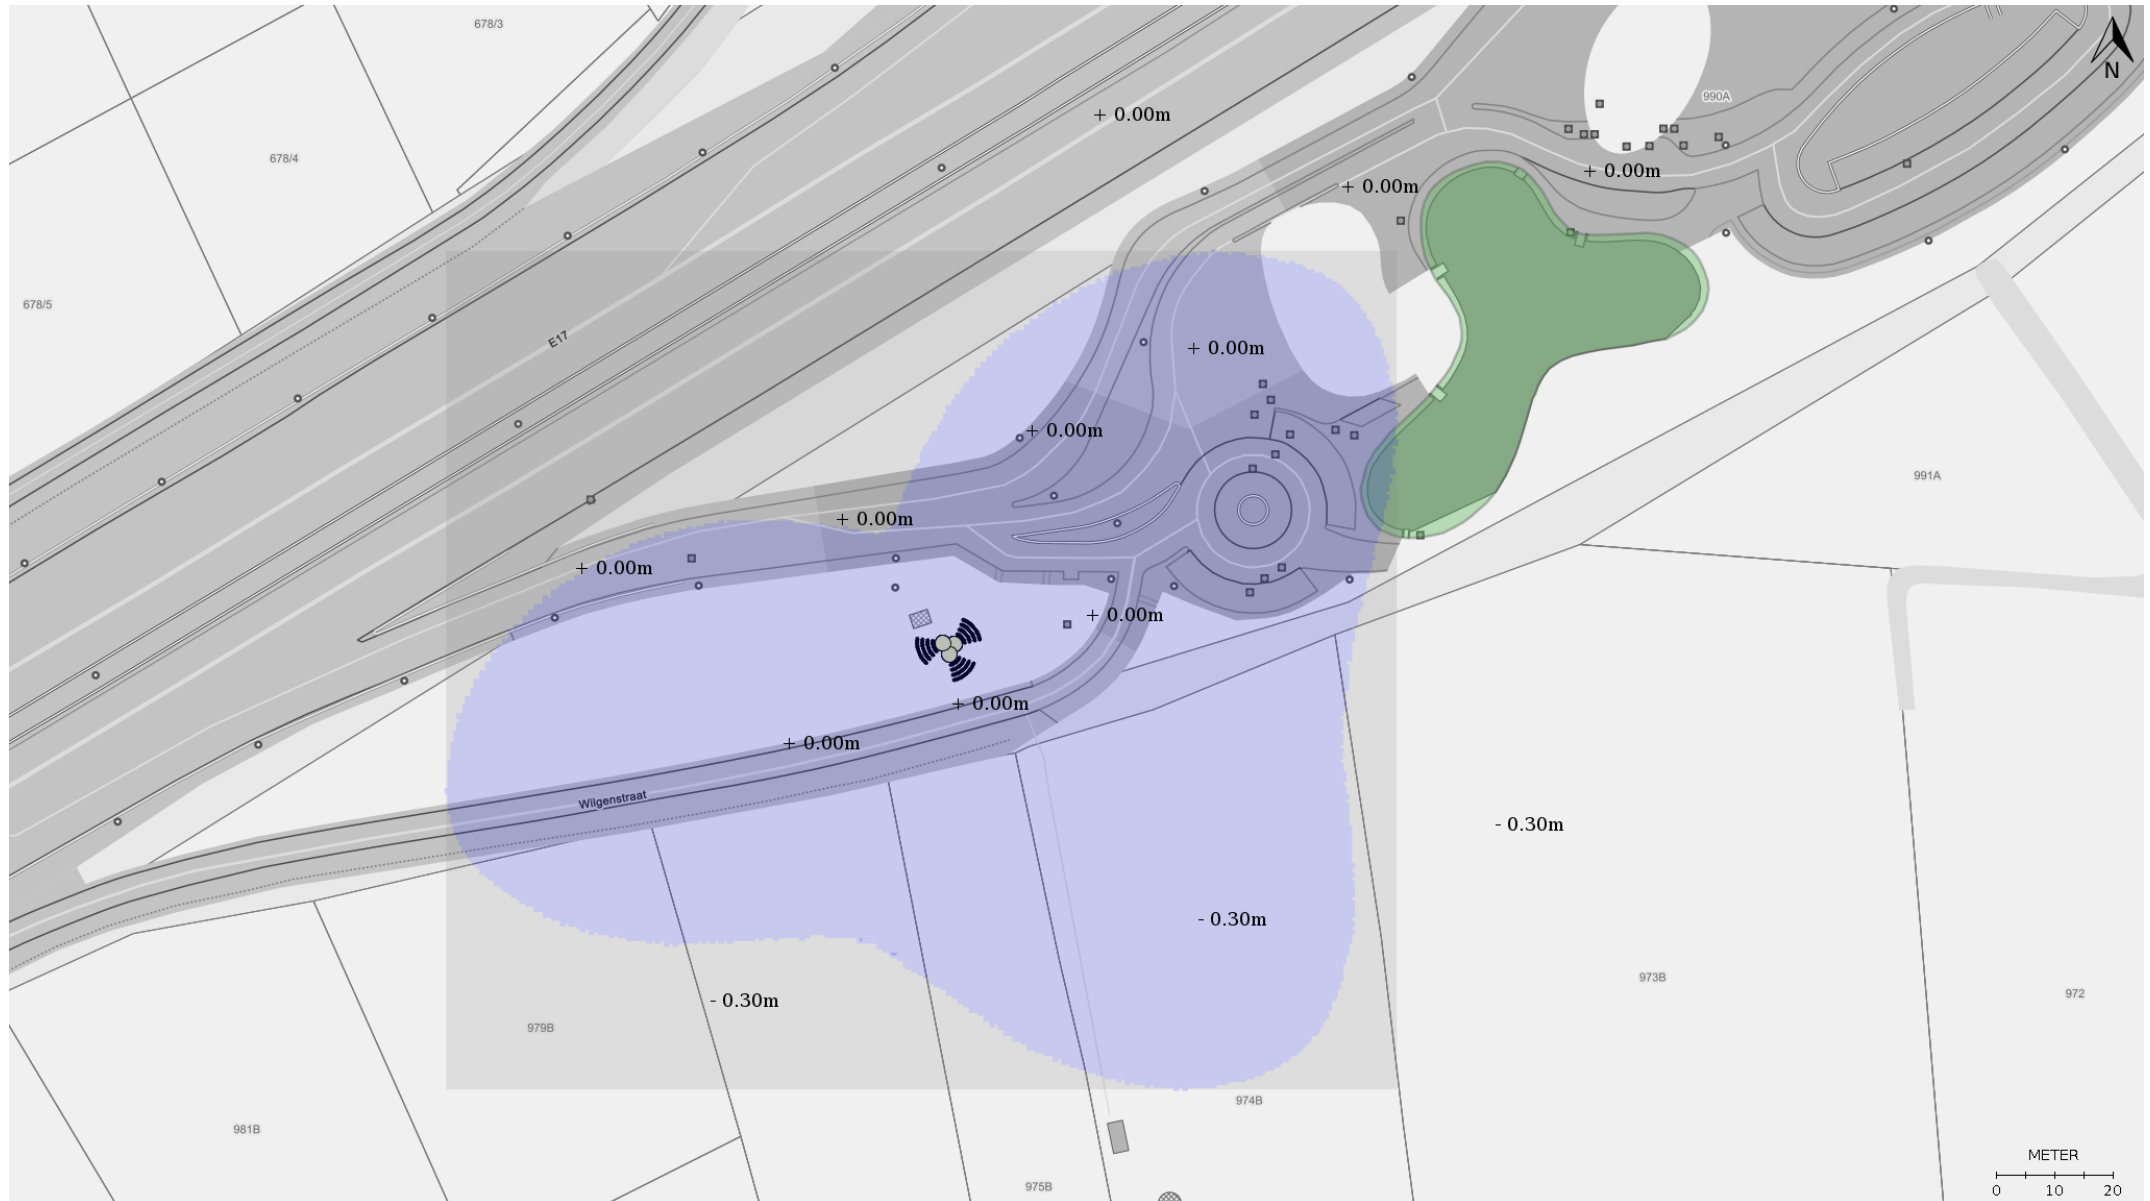 678/3
990A
N
+ 0.00m
678/4
+ 0.00m
+ 0.00m
678/5
E17
+ 0.00m
+ 0.00m
991A
+ 0.00m
+ 0.00m
+ 0.00m
+ 0.00m
+ 0.00m
Wilgenstraat
- 0.30m
- 0.30m
973B
972
- 0.30m
979B
974B
981B
METER
975B
0 10 20